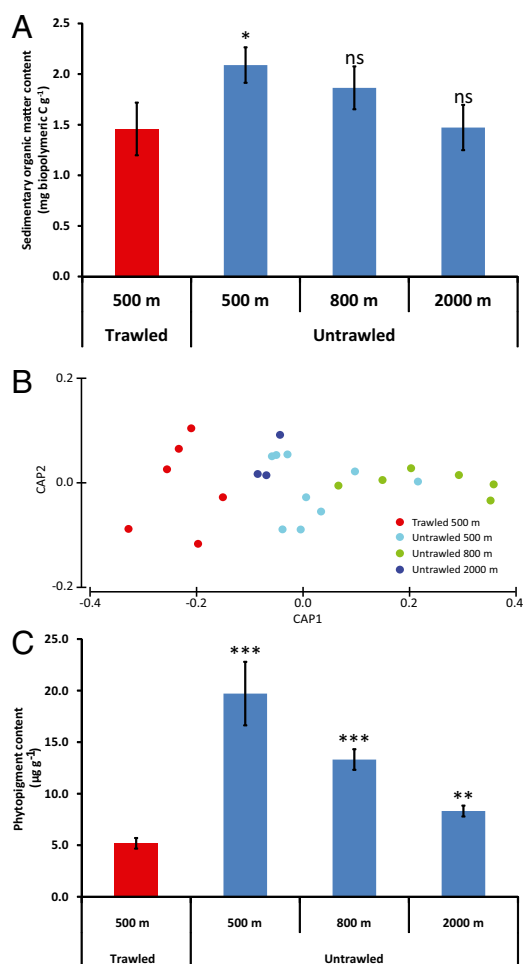 A
Sedimentary organic matter content
(mg biopolymeric C g-1)
2.5
2.0
1.5
1.0
0.5
0.0
*
ns
ns
500 m
500 m
800 m
2000 m
Trawled
Untrawled
B
CAP2
0.2
0.0
-0.2
-0.4
-0.2
0.0
0.2
0.4
CAP1
Trawled 500 m
Untrawled 500 m
Untrawled 800 m
Untrawled 2000 m
C
Phytopigment content
(µg g-1)
25.0
20.0
15.0
10.0
5.0
0.0
***
***
**
500 m
500 m
800 m
2000 m
Trawled
Untrawled